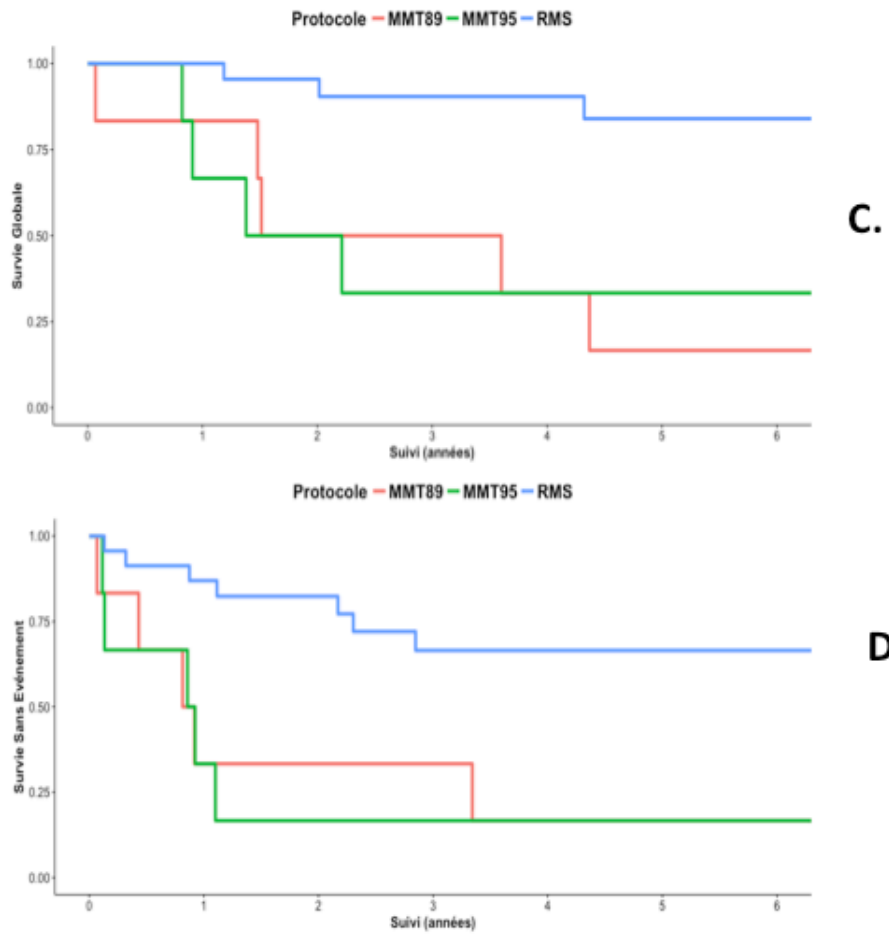 Protocole MMT89 MMT95 RMS
1.00
0.75
0.50
0.25
0.00
Survie Globale
0 1 2 3 4 5 6
Suivi (années)
C.
Protocole MMT89 MMT95 RMS
1.00
0.75
0.50
0.25
0.00
Survie Sans Evénement
0 1 2 3 4 5 6
Suivi (années)
D